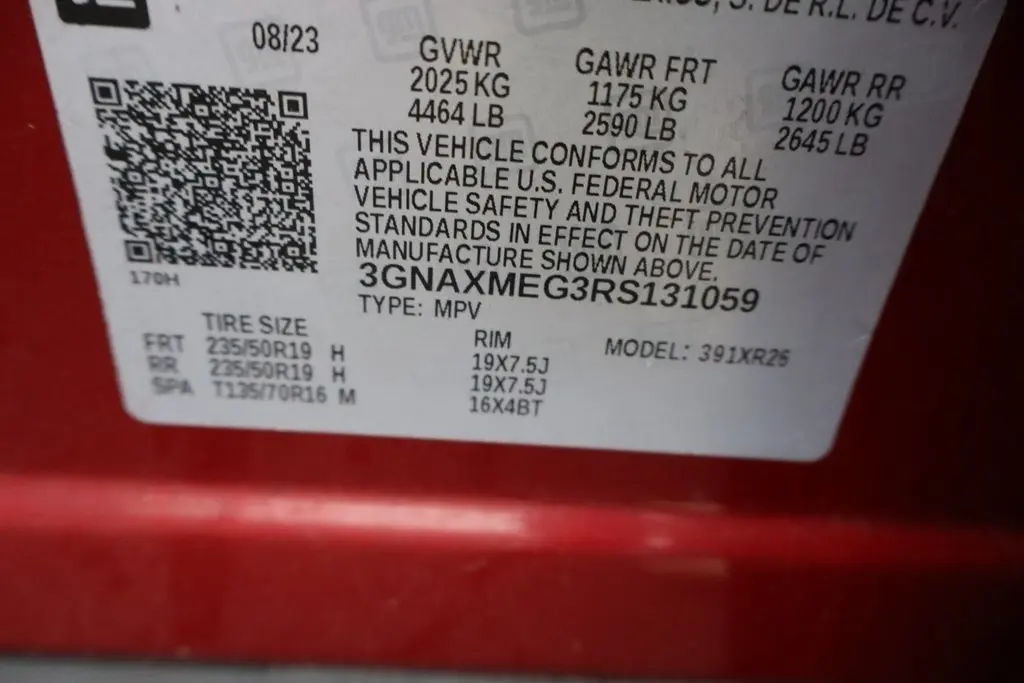 S. DE R.L. DE C.V.
08/23
GVWR
2025 KG
4464 LB
GAWR FRT
1175 KG
2590 LB
GAWR RR
1200 KG
2645 LB
THIS VEHICLE CONFORMS TO ALL
APPLICABLE U.S. FEDERAL MOTOR
VEHICLE SAFETY AND THEFT PREVENTION
STANDARDS IN EFFECT ON THE DATE OF
MANUFACTURE SHOWN ABOVE.
3GNAXMEG3RS131059
170H
TYPE: MPV
TIRE SIZE RIM MODEL: 391XR26
FRT 235/50R19 H 19X7.5J
RR 235/50R19 H 19X7.5J
SPA T135/70R16 M 16X4BT